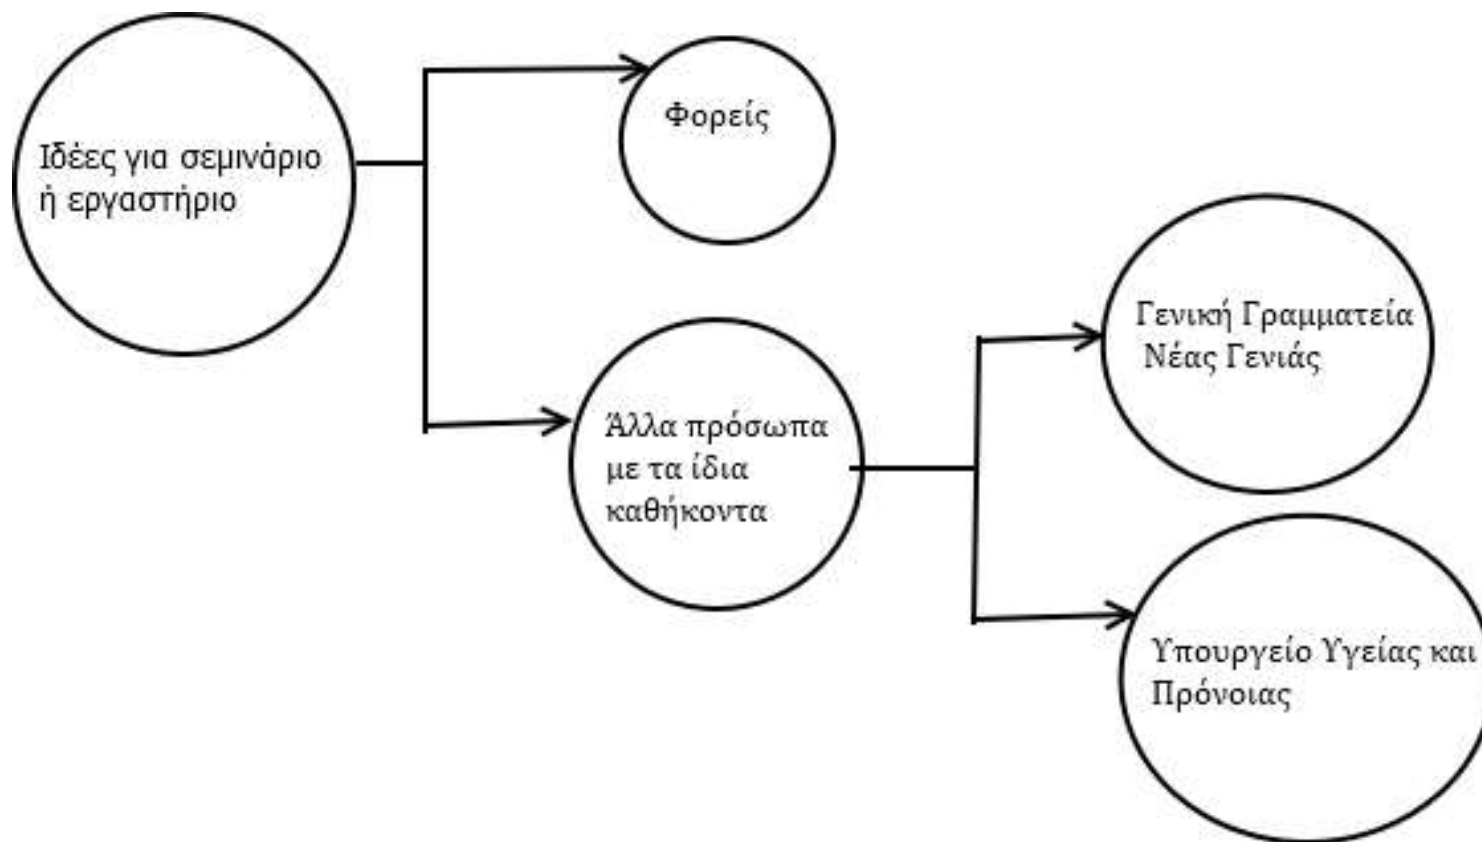 Ιδέες για σεμινάριο
ή εργαστήριο
Φορείς
Άλλα πρόσωπα
με τα ίδια
καθήκοντα
Γενική Γραμματεία
Νέας Γενιάς
Υπουργείο Υγείας και
Πρόνοιας